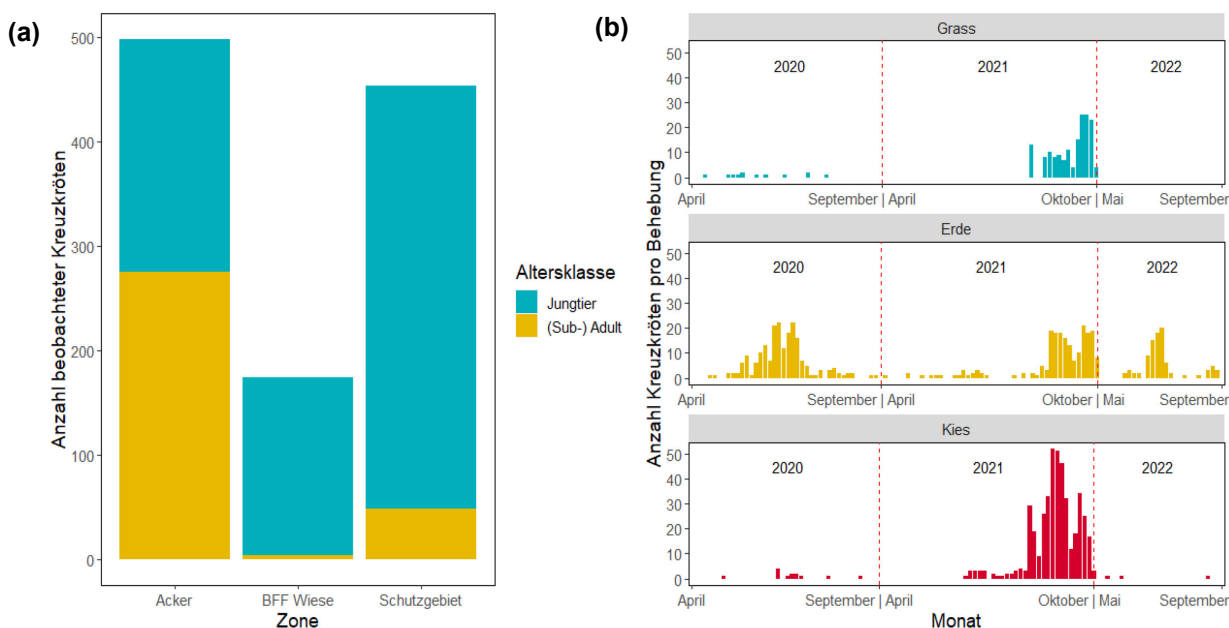 (a)
Anzahl beobachteter Kreuzkröten
500
400
300
200
100
0
Acker BFF Wiese Schutzgebiet
Zone
Altersklasse
Jungtier
(Sub-) Adult
(b)
Anzahl Kreuzkröten pro Behebung
Grass
50
40
30
20
10
0
2020 2021 2022
April September | April Oktober | Mai September
Erde
50
40
30
20
10
0
2020 2021 2022
April September | April Oktober | Mai September
Kies
50
40
30
20
10
0
2020 2021 2022
April September | April Oktober | Mai September
Monat